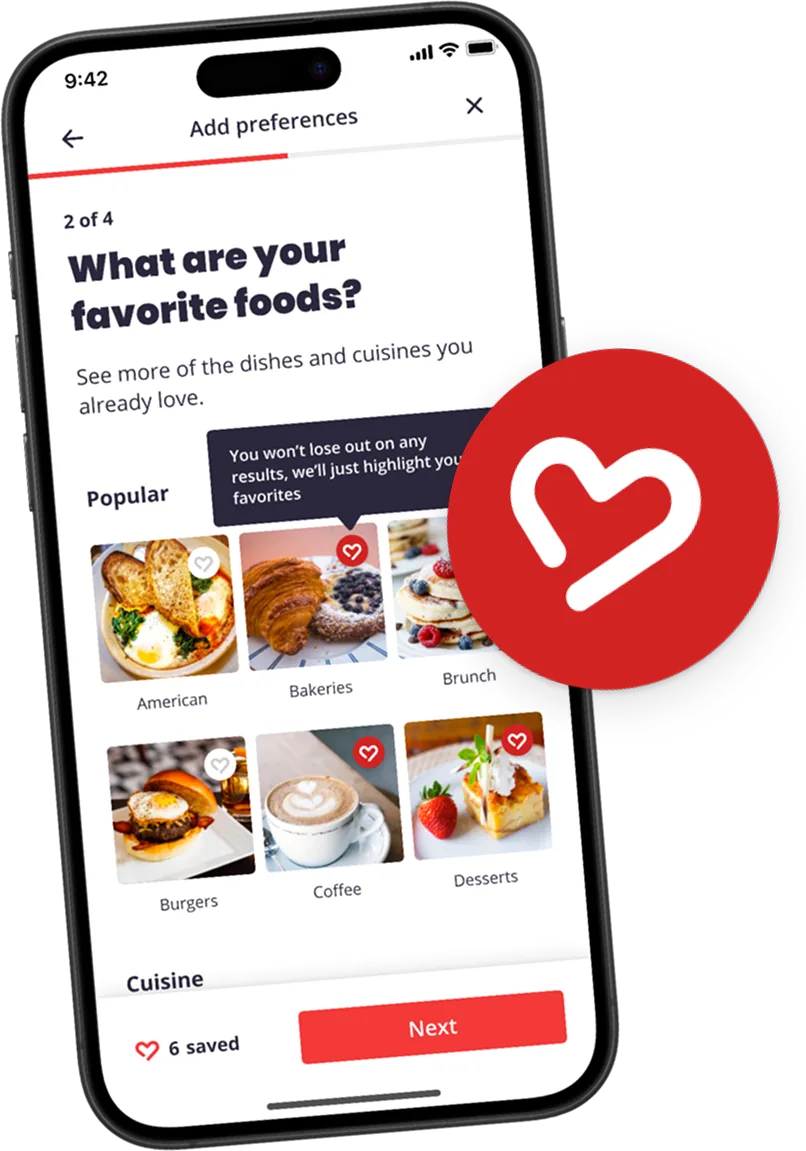 9:42
Add preferences
2 of 4
What are your
favorite foods?
See more of the dishes and cuisines you
already love.
You won’t lose out on any
results, we’ll just highlight you
favorites
Popular
American
Bakeries
Brunch
Burgers
Coffee
Desserts
Cuisine
6 saved
Next